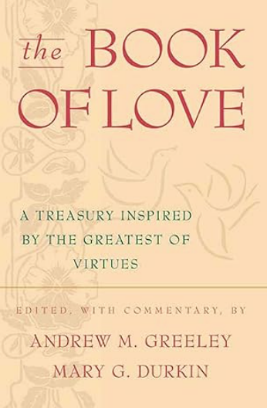 the BOOK
OF LOVE
A TREASURY INSPIRED
BY THE GREATEST OF
VIRTUES
EDITED, WITH COMMENTARY, BY
ANDREW M. GREELEY
MARY G. DURKIN